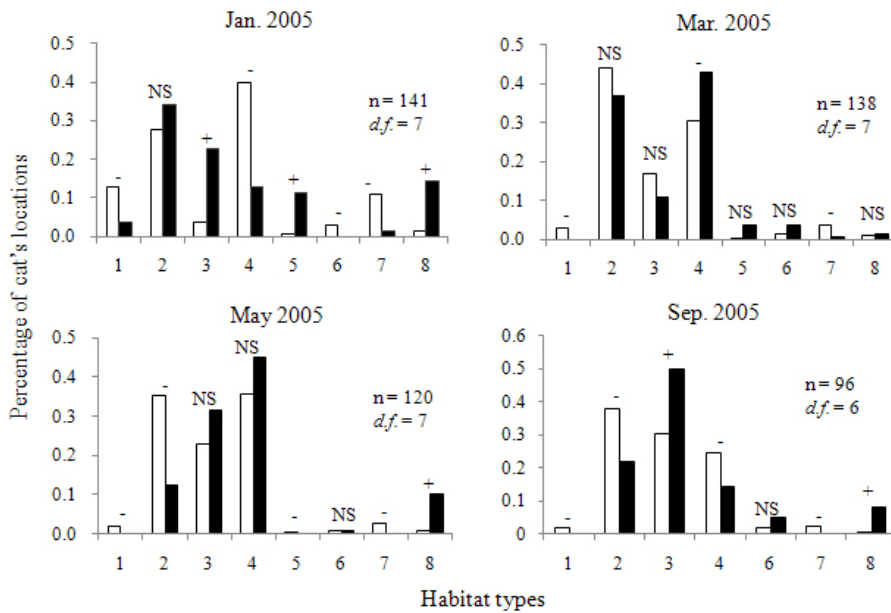 Jan. 2005
0.5
0.4
0.3
0.2
0.1
0.0
-
NS
+
-
+
-
-
+
n = 141
d.f. = 7
1 2 3 4 5 6 7 8
Mar. 2005
0.5
0.4
0.3
0.2
0.1
0.0
-
NS
NS
-
NS
NS
-
NS
n = 138
d.f. = 7
1 2 3 4 5 6 7 8
Percentage of cat's locations
May 2005
0.5
0.4
0.3
0.2
0.1
0.0
-
-
NS
NS
-
NS
-
+
n = 120
d.f. = 7
1 2 3 4 5 6 7 8
Sep. 2005
0.6
0.5
0.4
0.3
0.2
0.1
0
-
-
+
-
NS
-
+
n = 96
d.f. = 6
1 2 3 4 6 7 8
Habitat types